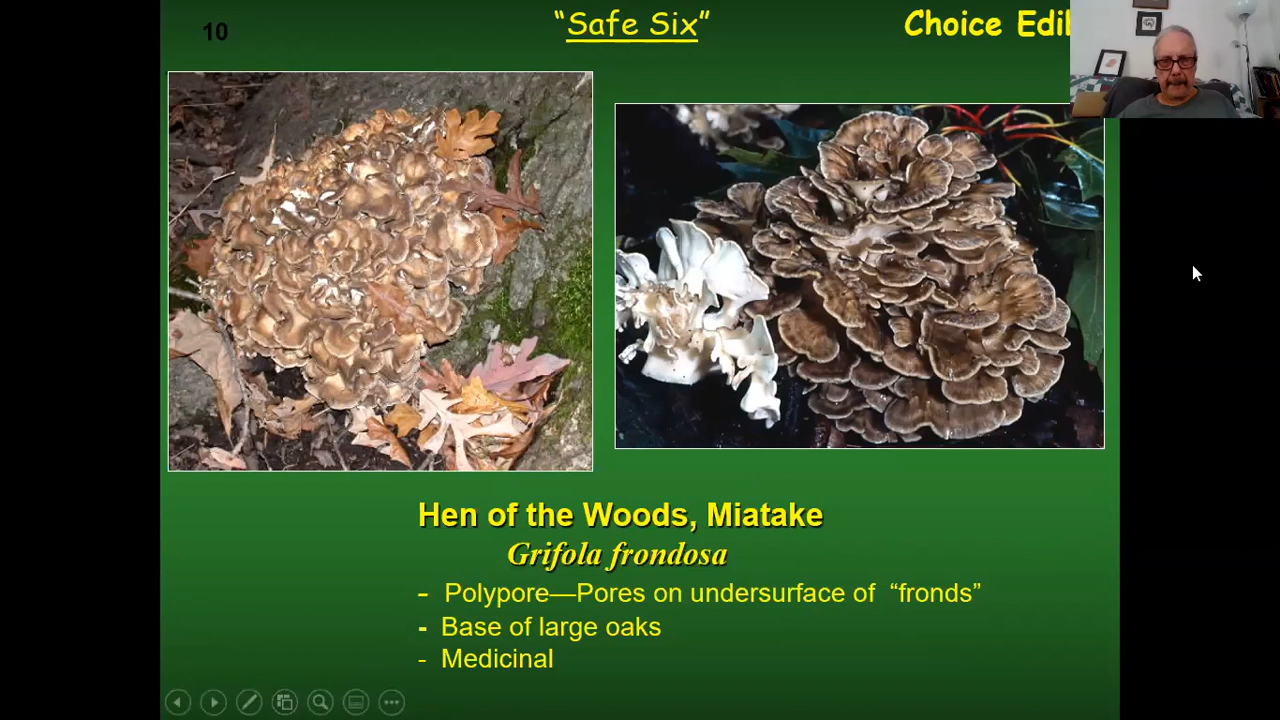 10
“Safe Six”
Choice Edi
Hen of the Woods, Miatake
Grifola frondosa
- Polypore—Pores on undersurface of “fronds”
- Base of large oaks
- Medicinal